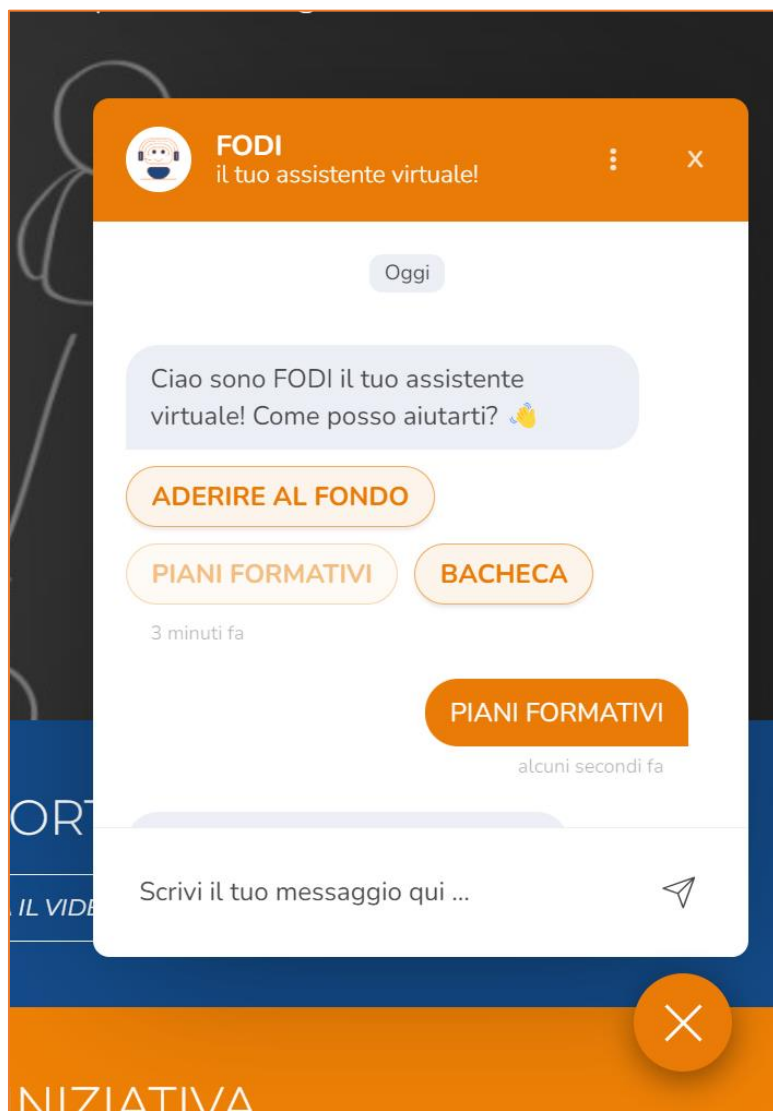 FODI
il tuo assistente virtuale!
X
Oggi
Ciao sono FODI il tuo assistente
virtuale! Come posso aiutarti? 👋
ADERIRE AL FONDO
PIANI FORMATIVI BACHECA
3 minuti fa
PIANI FORMATIVI
alcuni secondi fa
ORT
IL VIDE
Scrivi il tuo messaggio qui ...
NIZIATIVA